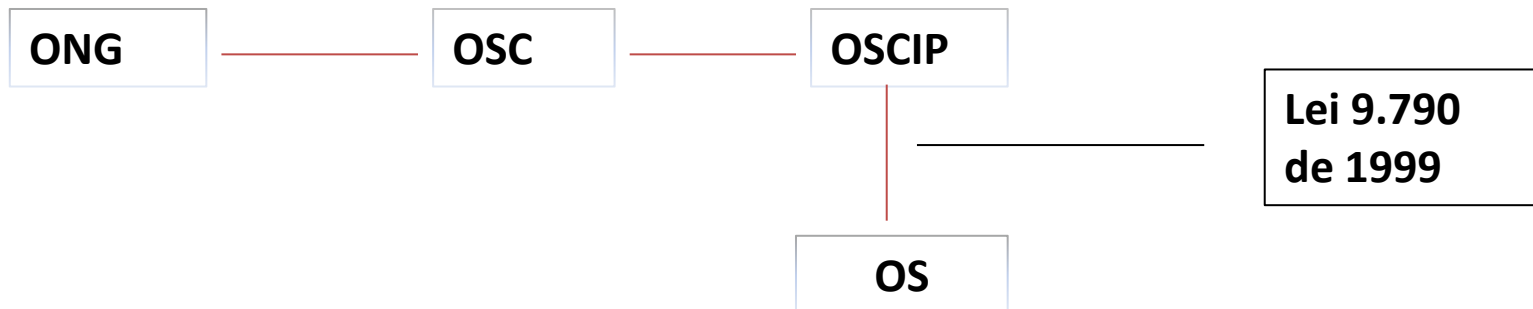 ONG
OSC
OSCIP
Lei 9.790
de 1999
OS